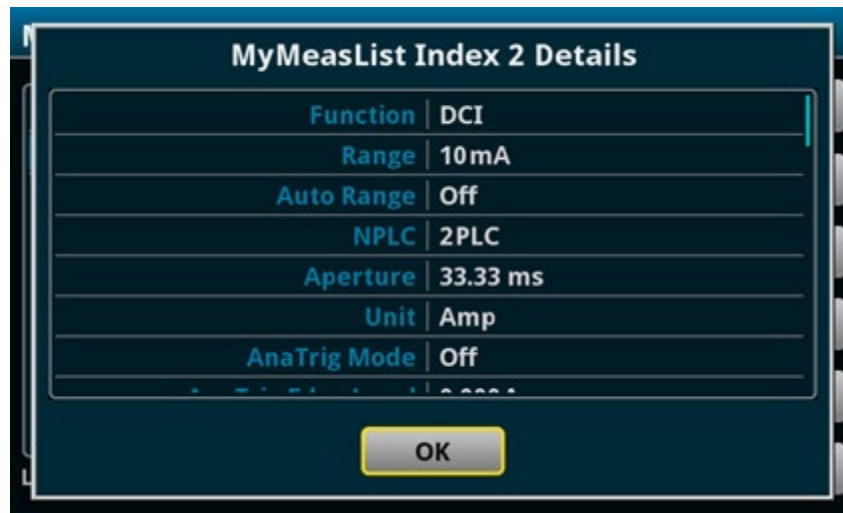 MyMeasList Index 2 Details
Function DCI
Range 10mA
Auto Range Off
NPLC 2PLC
Aperture 33.33 ms
Unit Amp
AnaTrig Mode Off
OK